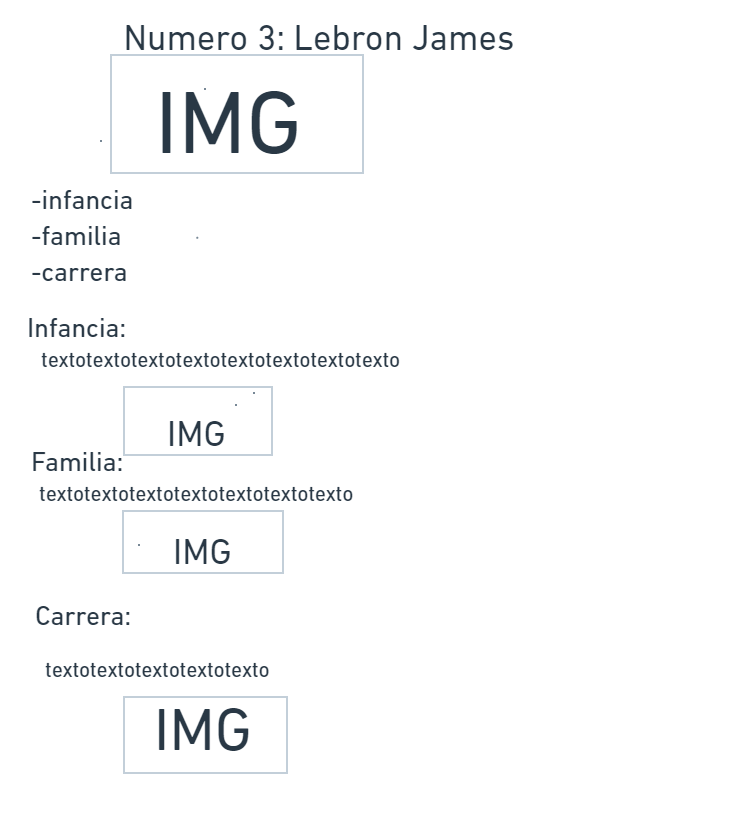 Numero 3: Lebron James
IMG
-infancia
-familia
-carrera
Infancia:
textotextotextotextotextotextotextotexto
IMG
Familia:
textotextotextotextotextotextotexto
IMG
Carrera:
textotextotextotextotexto
IMG